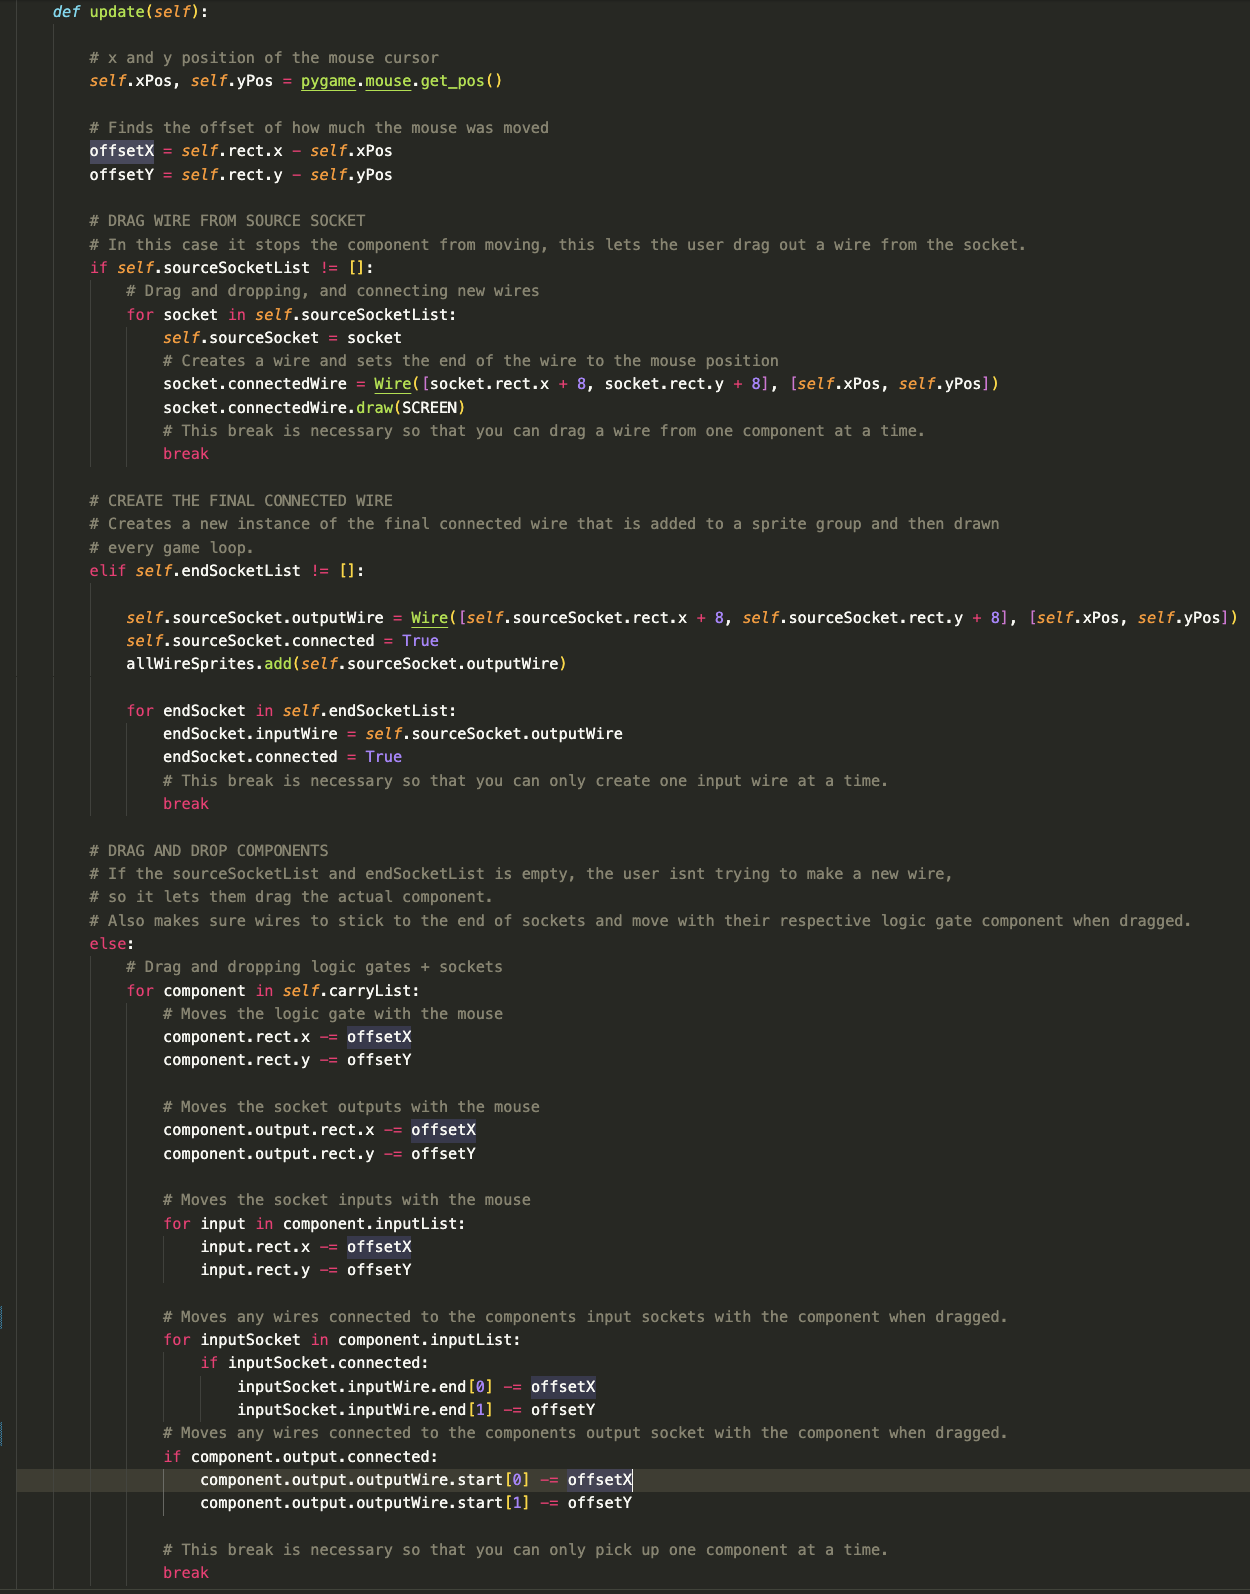 def update(self):
# x and y position of the mouse cursor
self.xPos, self.yPos = pygame.mouse.get_pos()
# Finds the offset of how much the mouse was moved
offsetX = self.rect.x - self.xPos
offsetY = self.rect.y - self.yPos
# DRAG WIRE FROM SOURCE SOCKET
# In this case it stops the component from moving, this lets the user drag out a wire from the socket.
if self.sourceSocketList != []:
# Drag and dropping, and connecting new wires
for socket in self.sourceSocketList:
self.sourceSocket = socket
# Creates a wire and sets the end of the wire to the mouse position
socket.connectedWire = Wire([socket.rect.x + 8, socket.rect.y + 8], [self.xPos, self.yPos])
socket.connectedWire.draw(SCREEN)
# This break is necessary so that you can drag a wire from one component at a time.
break
# CREATE THE FINAL CONNECTED WIRE
# Creates a new instance of the final connected wire that is added to a sprite group and then drawn
# every game loop.
elif self.endSocketList != []:
self.sourceSocket.outputWire = Wire([self.sourceSocket.rect.x + 8, self.sourceSocket.rect.y + 8], [self.xPos, self.yPos])
self.sourceSocket.connected = True
allWireSprites.add(self.sourceSocket.outputWire)
for endSocket in self.endSocketList:
endSocket.inputWire = self.sourceSocket.outputWire
endSocket.connected = True
# This break is necessary so that you can only create one input wire at a time.
break
# DRAG AND DROP COMPONENTS
# If the sourceSocketList and endSocketList is empty, the user isnt trying to make a new wire,
# so it lets them drag the actual component.
# Also makes sure wires to stick to the end of sockets and move with their respective logic gate component when dragged.
else:
# Drag and dropping logic gates + sockets
for component in self.carryList:
# Moves the logic gate with the mouse
component.rect.x -= offsetX
component.rect.y -= offsetY
# Moves the socket outputs with the mouse
component.output.rect.x -= offsetX
component.output.rect.y -= offsetY
# Moves the socket inputs with the mouse
for input in component.inputList:
input.rect.x -= offsetX
input.rect.y -= offsetY
# Moves any wires connected to the components input sockets with the component when dragged.
for inputSocket in component.inputList:
if inputSocket.connected:
inputSocket.inputWire.end[0] -= offsetX
inputSocket.inputWire.end[1] -= offsetY
# Moves any wires connected to the components output socket with the component when dragged.
if component.output.connected:
component.output.outputWire.start[0] -= offsetX
component.output.outputWire.start[1] -= offsetY
# This break is necessary so that you can only pick up one component at a time.
break